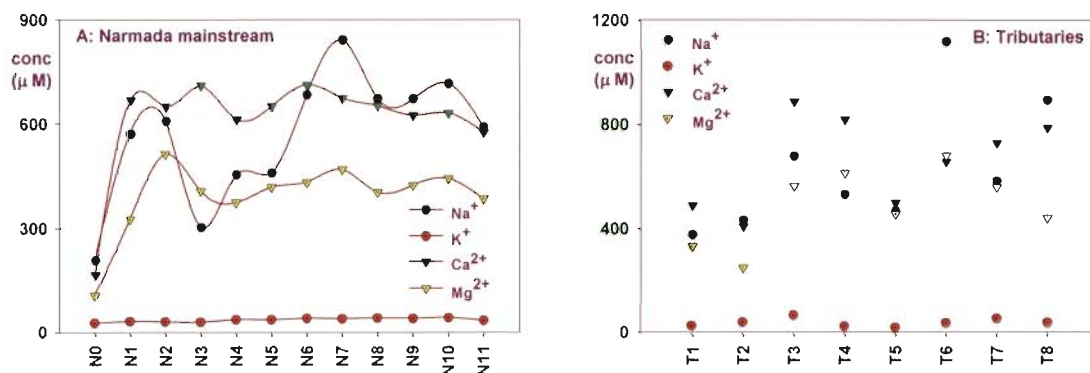 A: Narmada mainstream
conc
(μ M)
900
600
300
0
Na+
K+
Ca2+
Mg2+
N0
N1
N2
N3
N4
N5
N6
N7
N8
N9
N10
N11
B: Tributaries
conc
(μ M)
1200
800
400
0
Na+
K+
Ca2+
Mg2+
T1
T2
T3
T4
T5
T6
T7
T8